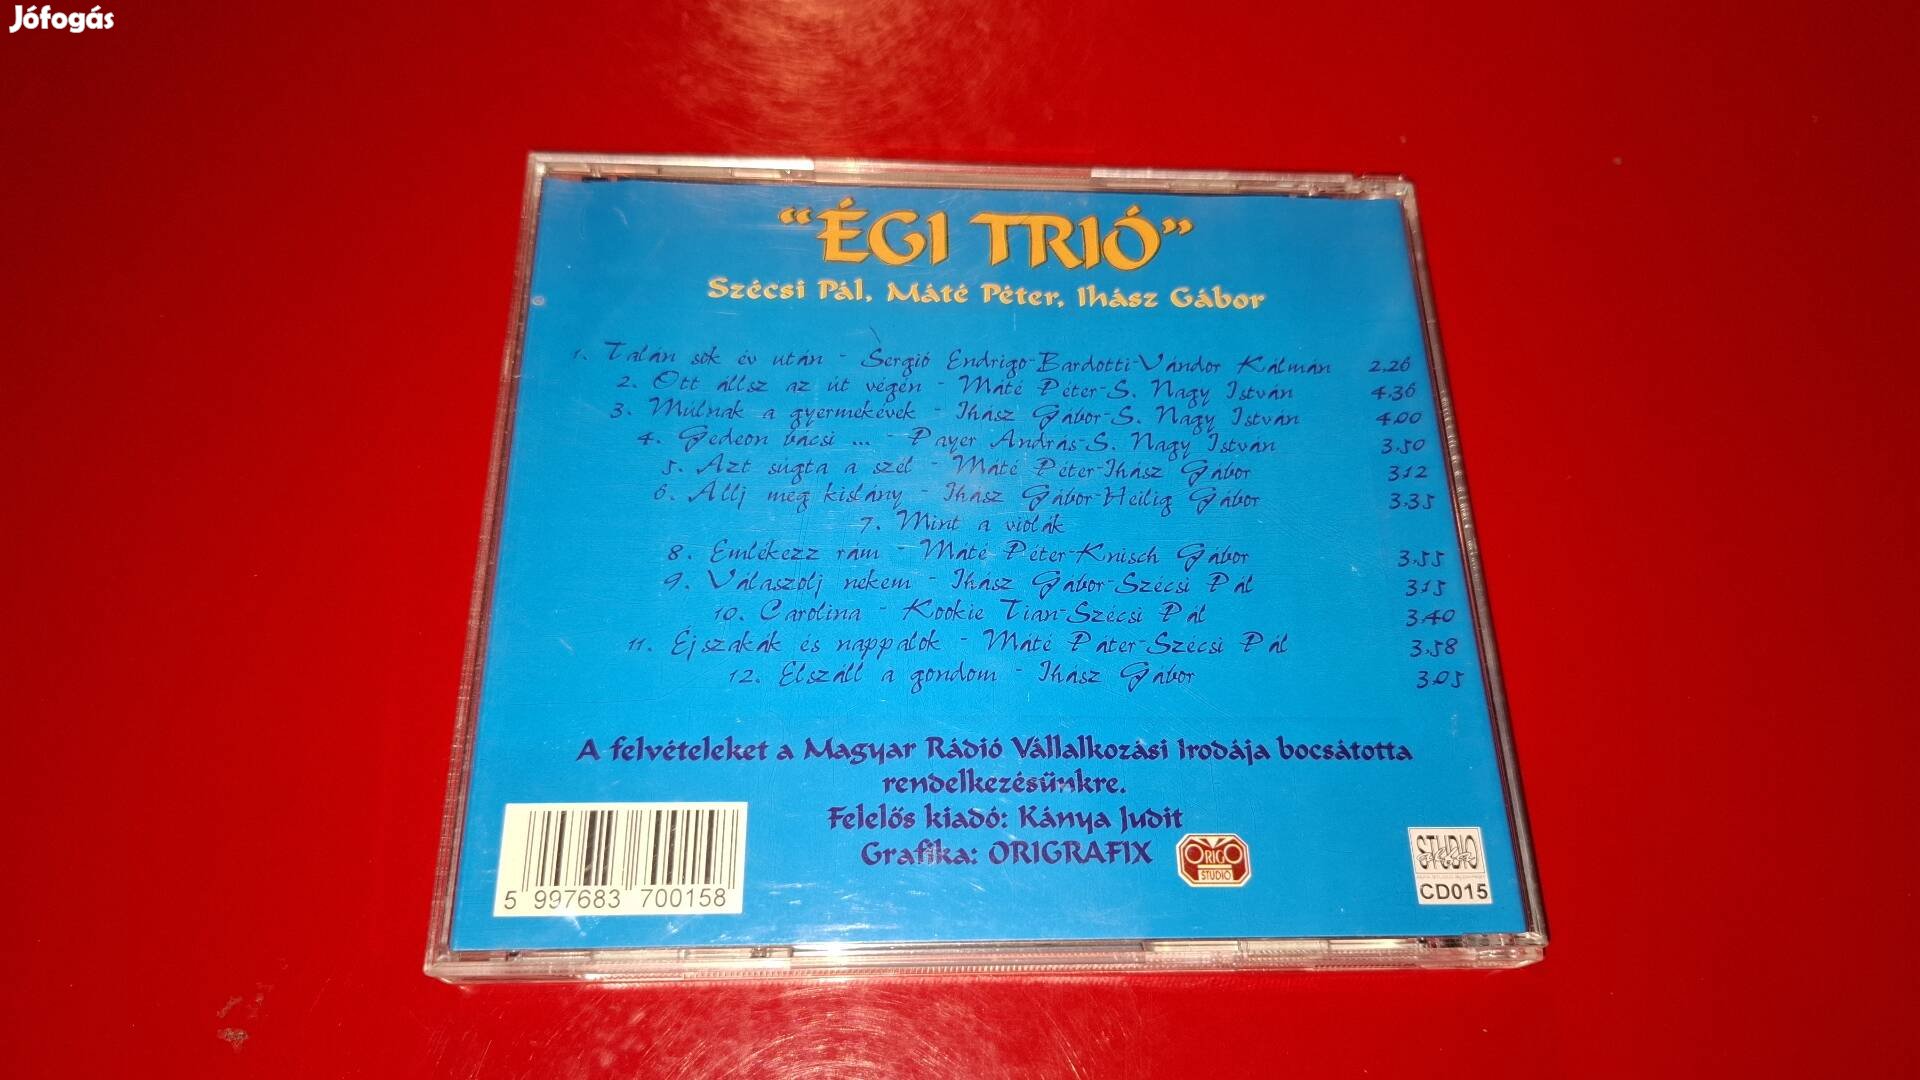 Jófogás
“ÉGI TRIÓ”
Szécsi Pál, Máté Péter, Ihász Gábor
1. Talán sok év után - Sergió Endrigo-Bardotti-Vándor Kálmán 2.26
2. Ott állsz az út végén - Máté Péter-S. Nagy István 4.36
3. Múlnak a gyermekévek - Ihász Gábor-S. Nagy István 4.00
4. Gedeon bácsi ... - Payer András-S. Nagy István 3.50
5. Azt súgta a szél - Máté Péter-Ihász Gábor 3.12
6. Állj meg kislány - Ihász Gábor-Heilig Gábor 3.35
7. Mint a violák
8. Emlékezz rám - Máté Péter-Knisch Gábor 3.55
9. Válaszolj nekem - Ihász Gábor-Szécsi Pál 3.15
10. Carolina - Kookie Tian-Szécsi Pál 3.40
11. Éjszakák és nappalok - Máté Páter-Szécsi Pál 3.58
12. Elszáll a gondom - Ihász Gábor 3.05
A felvételeket a Magyar Rádió Vállalkozási Irodája bocsátotta
rendelkezésünkre.
Felelős kiadó: Kánya Judit
Grafika: ORIGRAFIX
ORIGO
STUDIO
5 997683 700158
STUDIO
CD015